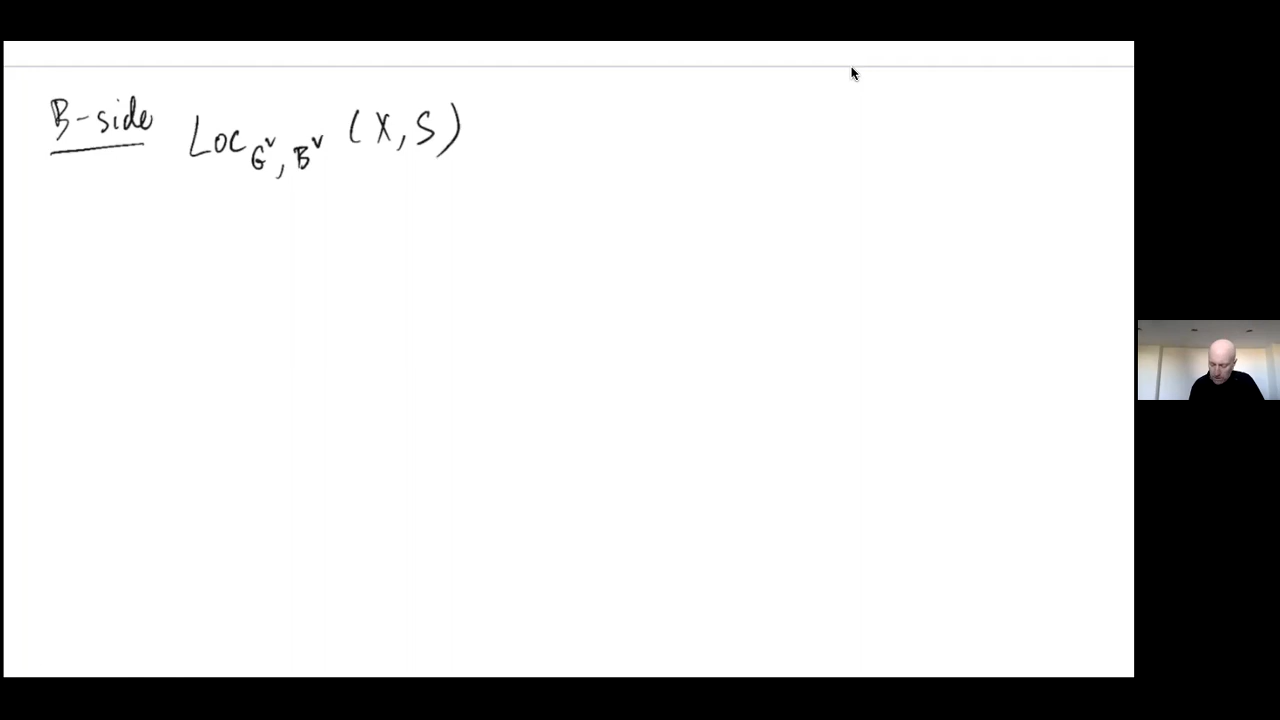 B-side Loc_{G^∨, B^∨} (X, S)